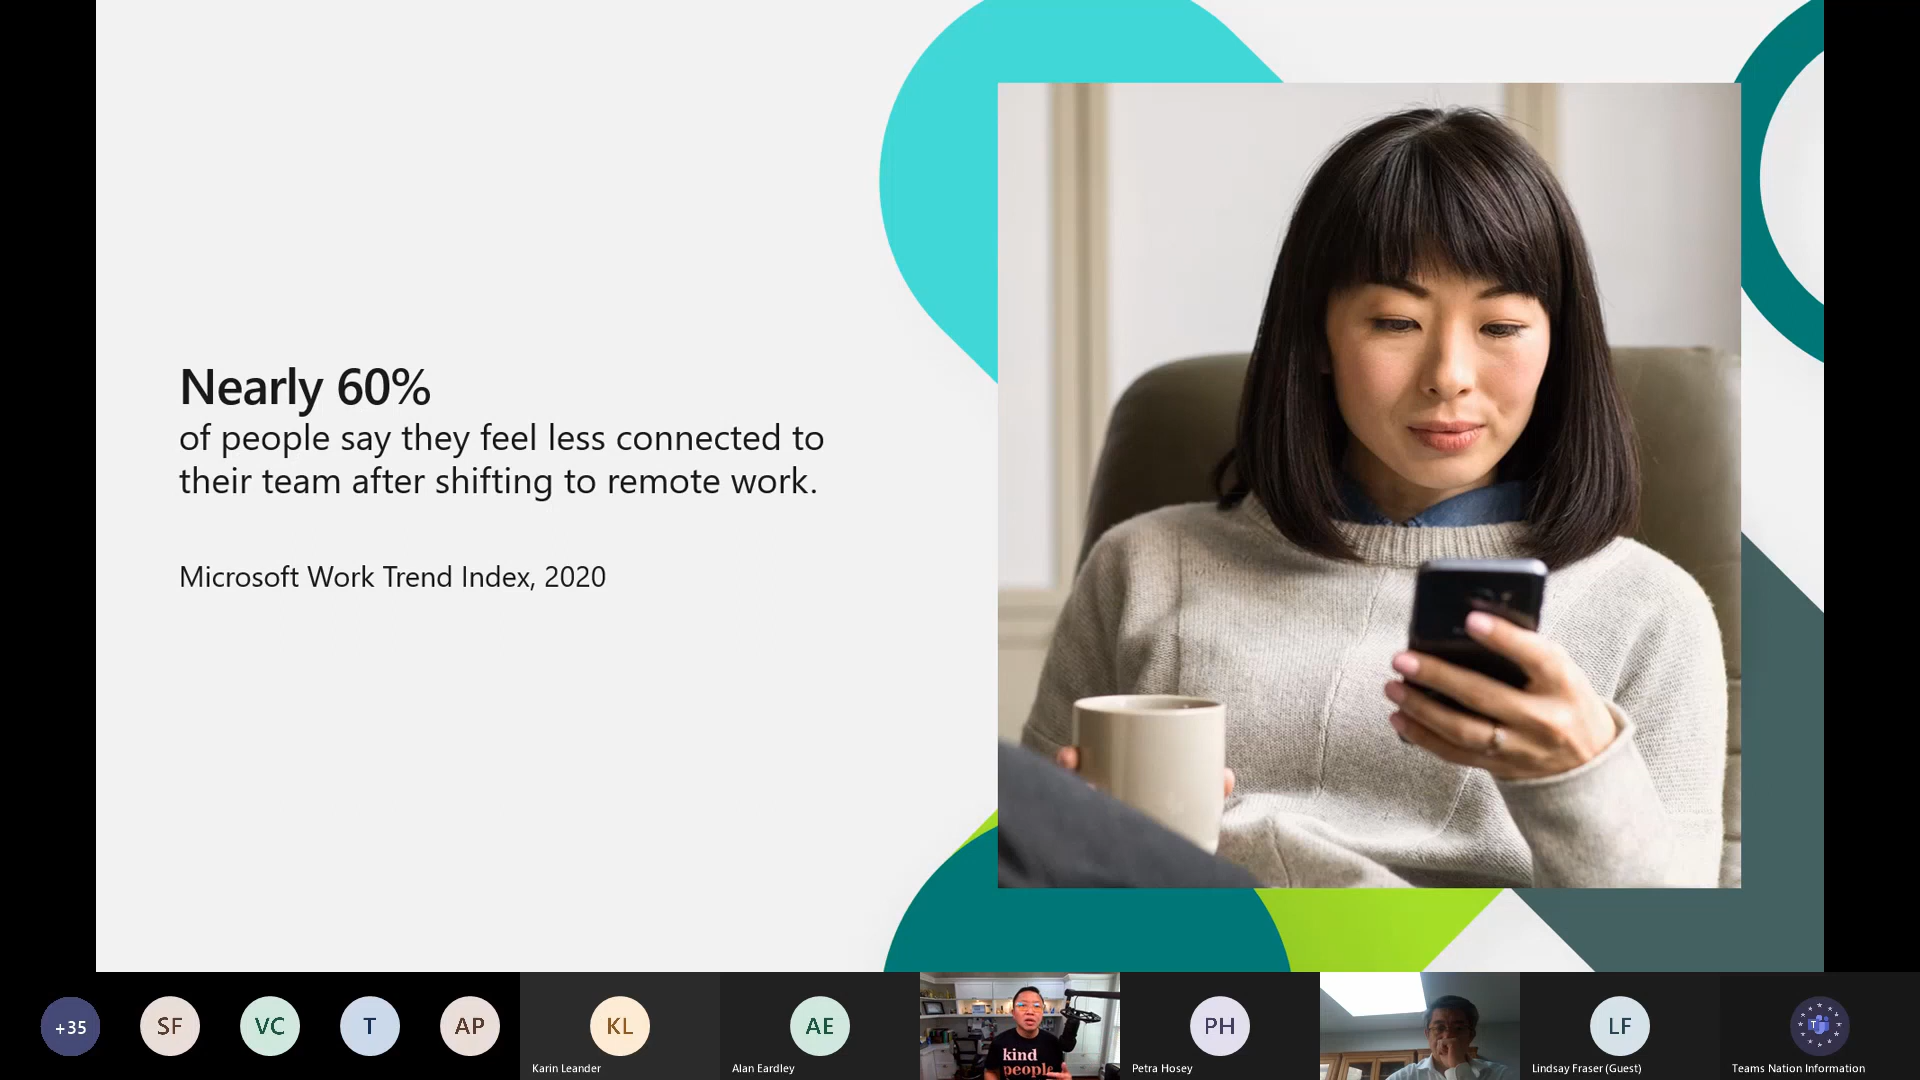 Nearly 60%
of people say they feel less connected to
their team after shifting to remote work.
Microsoft Work Trend Index, 2020
+35
SF
VC
T
AP
KL
Karin Leander
AE
Alan Eardley
kind
people
PH
Petra Hosey
LF
Lindsay Fraser (Guest)
T
Teams Nation Information